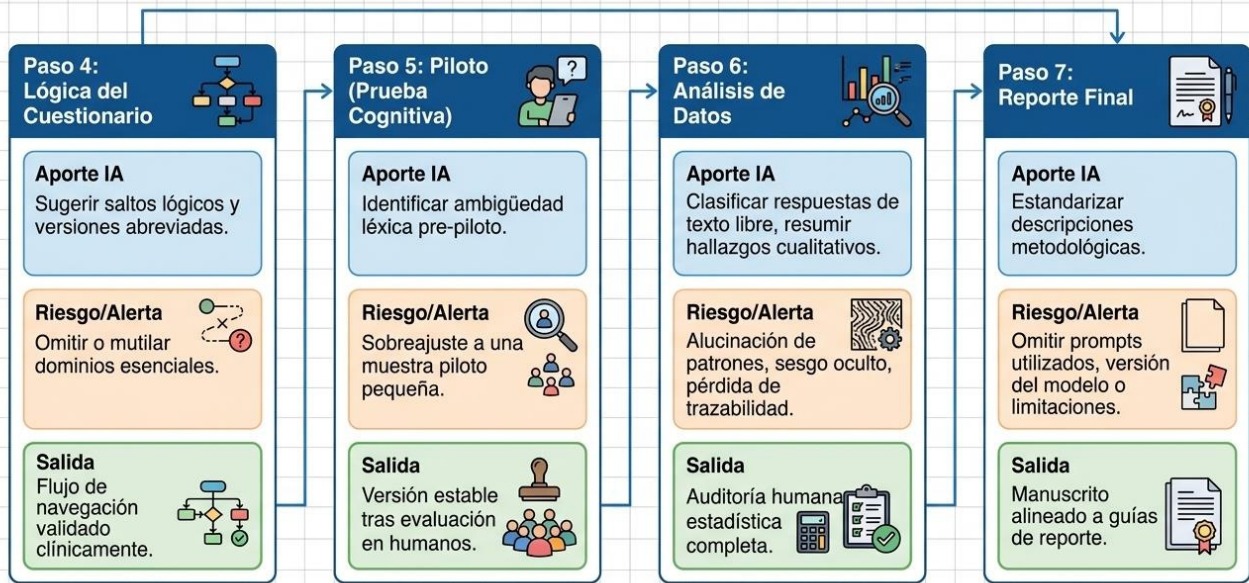 Paso 4:
Lógica del
Cuestionario
Aporte IA
Sugerir saltos lógicos y
versiones abreviadas.
Riesgo/Alerta
Omitir o mutilar
dominios esenciales.
Salida
Flujo de
navegación
validado
clínicamente.
Paso 5: Piloto
(Prueba
Cognitiva)
?
Aporte IA
Identificar ambigüedad
léxica pre-piloto.
Riesgo/Alerta
Sobreajuste a una
muestra piloto
pequeña.
Salida
Versión estable
tras evaluación
en humanos.
Paso 6:
Análisis de
Datos
Aporte IA
Clasificar respuestas de
texto libre, resumir
hallazgos cualitativos.
Riesgo/Alerta
Alucinación de
patrones, sesgo oculto,
pérdida de
trazabilidad.
Salida
Auditoría humana
estadística
completa.
Paso 7:
Reporte Final
Aporte IA
Estandarizar
descripciones
metodológicas.
Riesgo/Alerta
Omitir prompts
utilizados, versión
del modelo o
limitaciones.
Salida
Manuscrito
alineado a guías
de reporte.